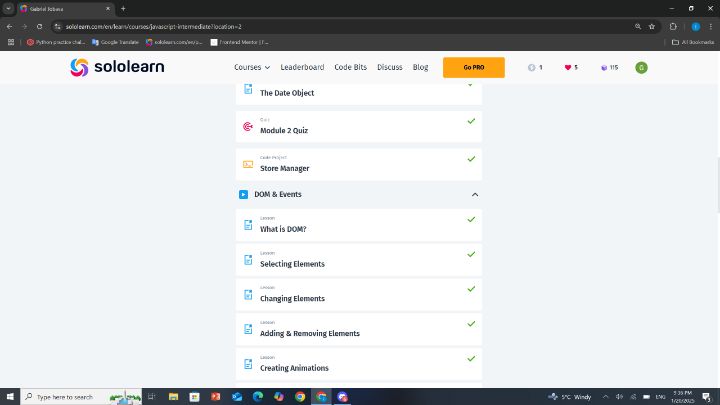 Gabriel Tobasa
sololearn.com/en/learn/courses/javascript-intermediate?location=2
Python practice chal...
Google Translate
sololearn.com/en/p...
Frontend Mentor | F...
All Bookmarks
sololearn
Courses
Leaderboard
Code Bits
Discuss
Blog
Go PRO
1
5
115
G
The Date Object
Quiz
Module 2 Quiz
Code Project
Store Manager
DOM & Events
Lesson
What is DOM?
Lesson
Selecting Elements
Lesson
Changing Elements
Lesson
Adding & Removing Elements
Lesson
Creating Animations
Type here to search
5°C Windy
ENG
9:36 PM
1/20/2025